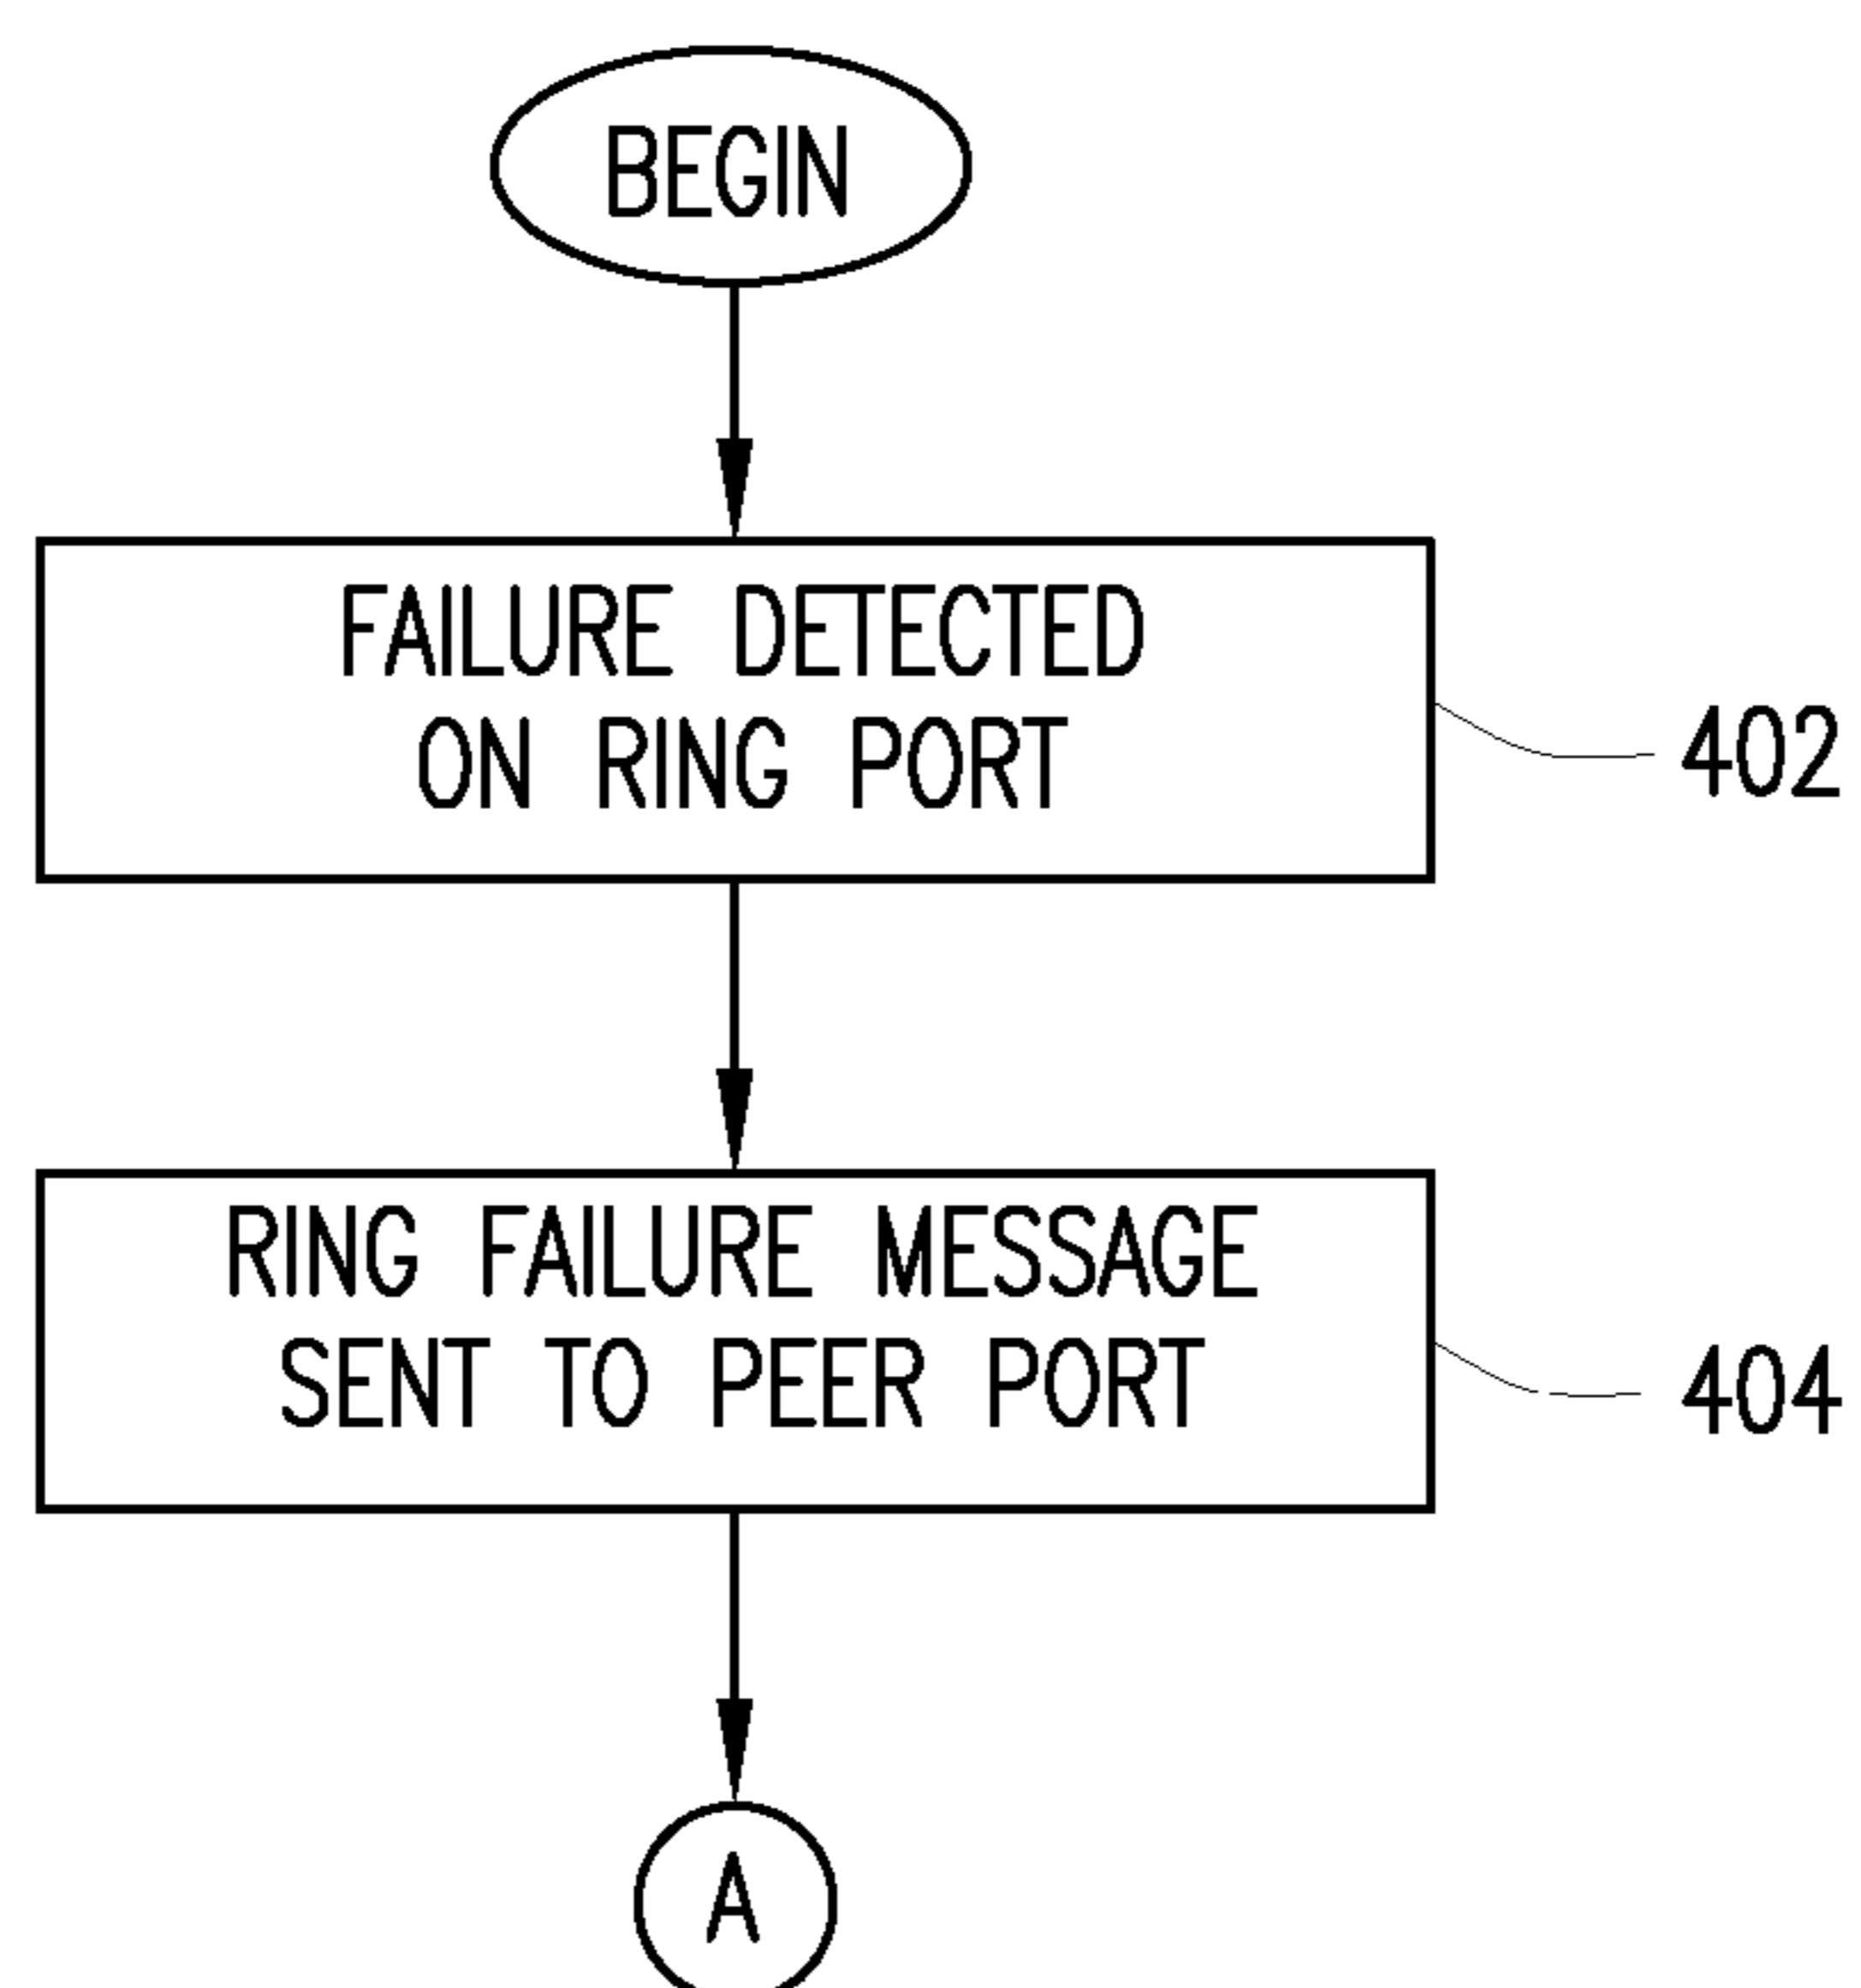 BEGIN
FAILURE DETECTED
ON RING PORT
402
RING FAILURE MESSAGE
SENT TO PEER PORT
404
A